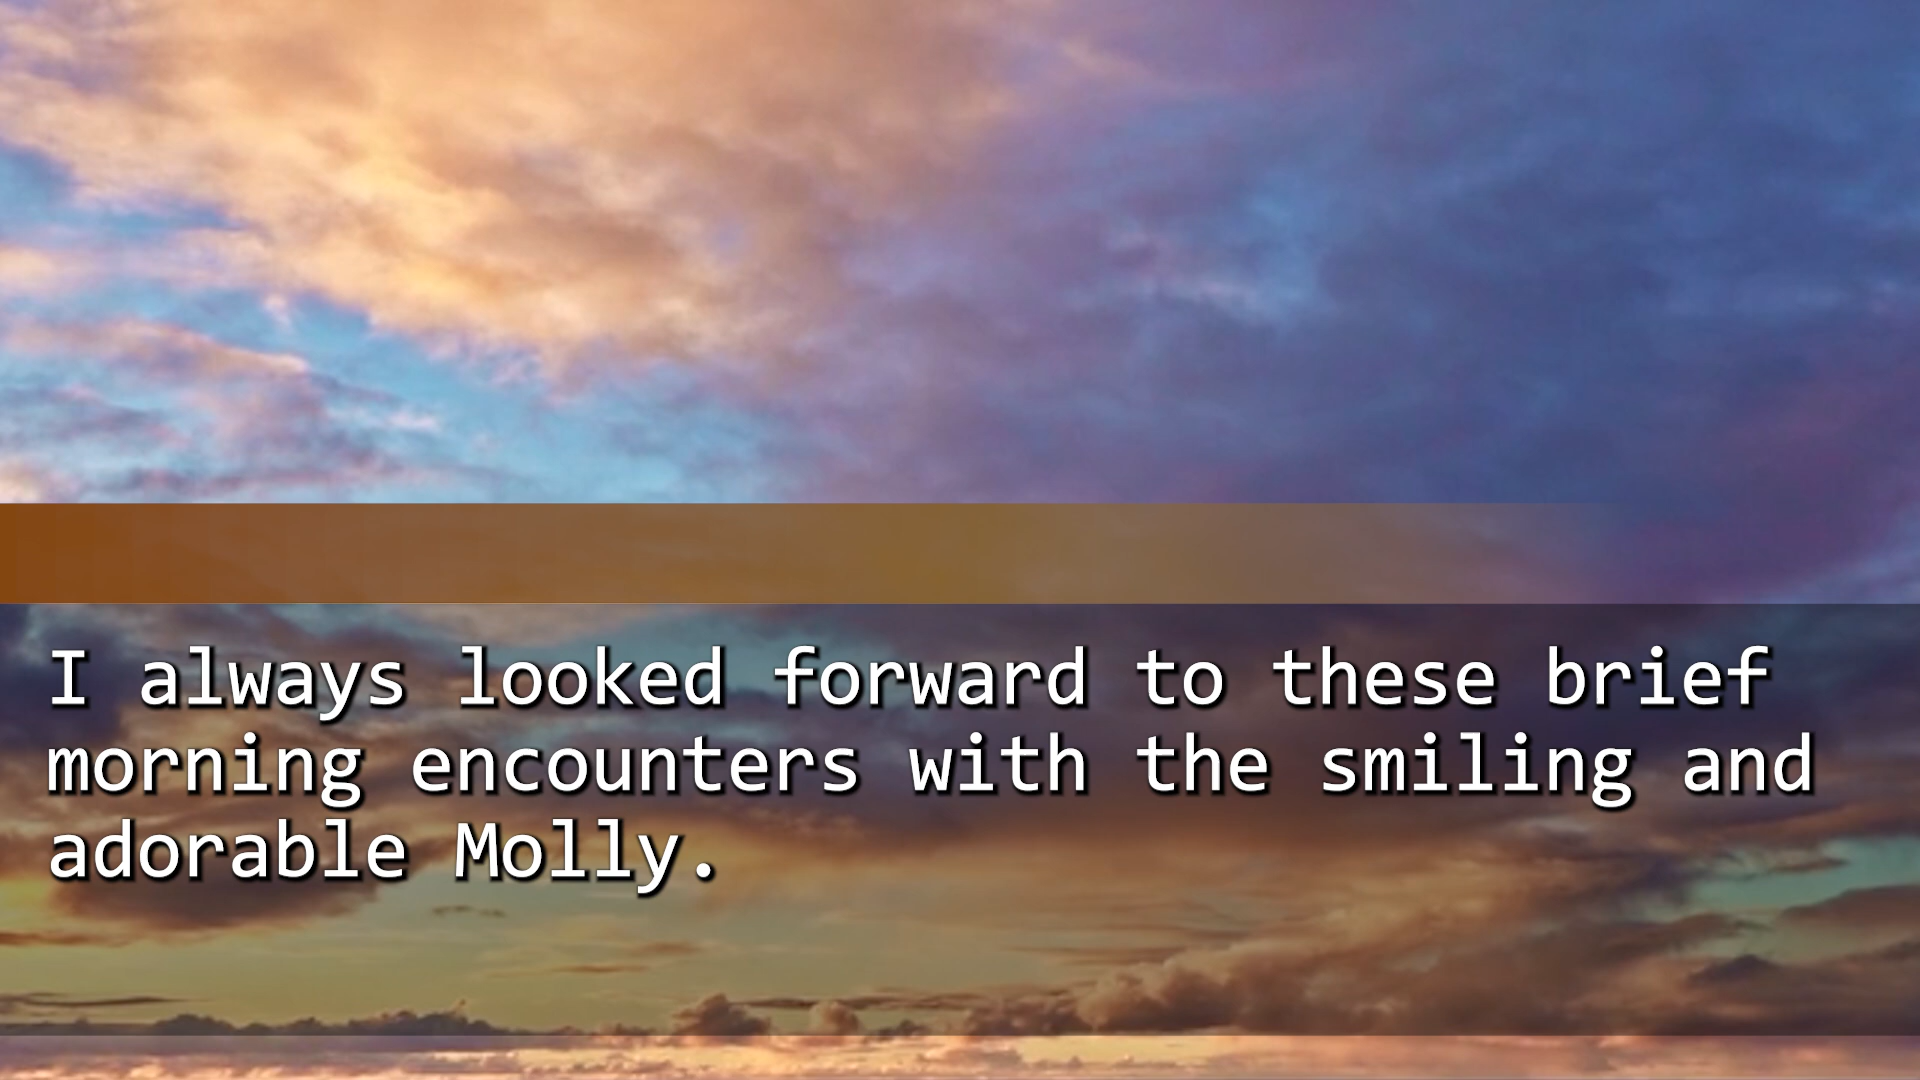 I always looked forward to these brief
morning encounters with the smiling and
adorable Molly.